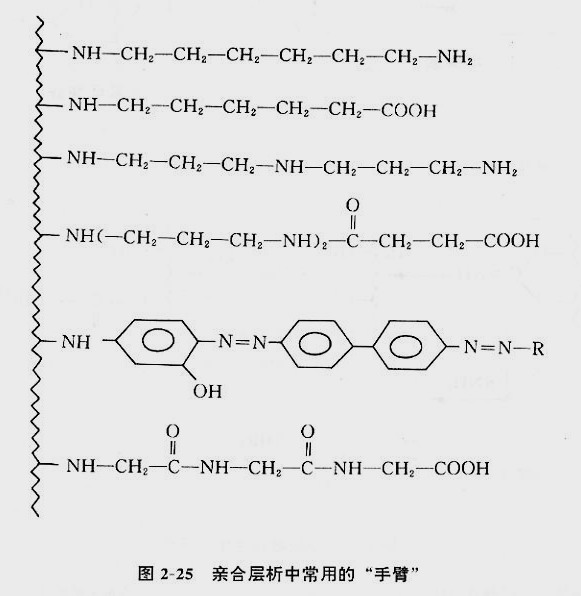 NH—CH₂—CH₂—CH₂—CH₂—CH₂—CH₂—NH₂
NH—CH₂—CH₂—CH₂—CH₂—CH₂—COOH
NH—CH₂—CH₂—CH₂—NH—CH₂—CH₂—CH₂—NH₂
O
NH(—CH₂—CH₂—CH₂—NH)₂—C—CH₂—CH₂—COOH
NH N=N N=N—R
OH
O O
NH—CH₂—C—NH—CH₂—C—NH—CH₂—COOH
图 2-25 亲合层析中常用的“手臂”